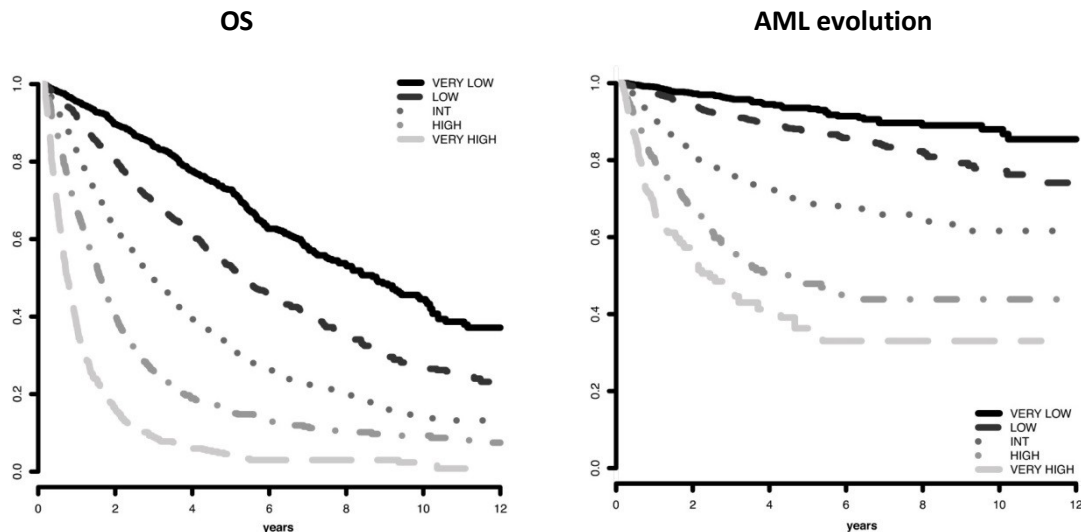 OS
VERY LOW
LOW
INT
HIGH
VERY HIGH
1.0
0.8
0.6
0.4
0.2
0.0
0 2 4 6 8 10 12
years
AML evolution
1.0
0.8
0.6
0.4
0.2
0.0
VERY LOW
LOW
INT
HIGH
VERY HIGH
0 2 4 6 8 10 12
years